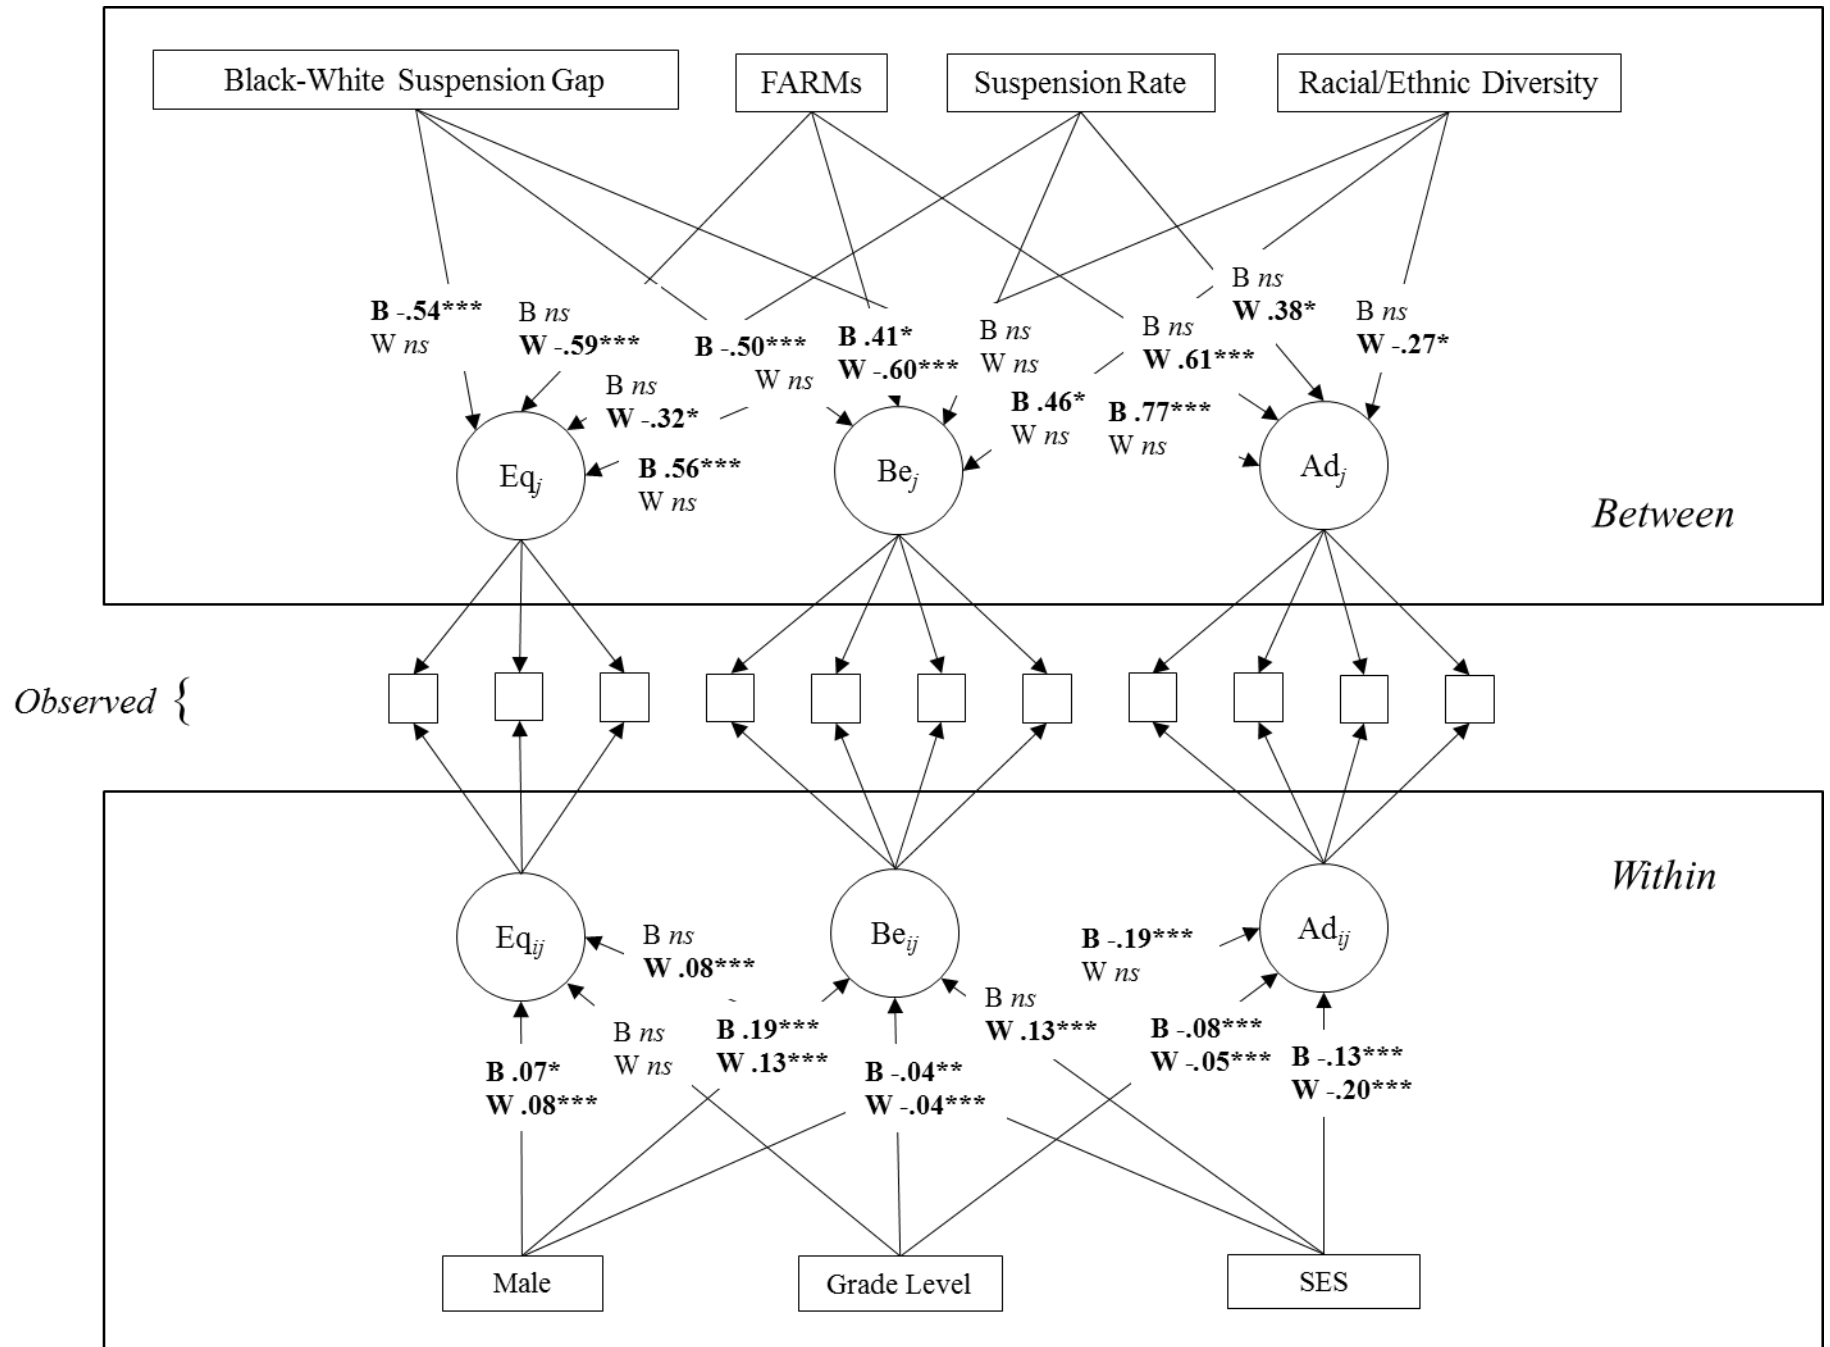 Black-White Suspension Gap
FARMs
Suspension Rate
Racial/Ethnic Diversity
B -.54***
W ns
B ns
W -.59***
B -.50***
W ns
B .41*
W -.60***
B ns
W ns
B ns
W .61***
B ns
W .38*
B ns
W -.27*
B ns
W -.32*
B .46*
W ns
B .77***
W ns
B .56***
W ns
Eqj
Bej
Adj
Between
Observed {
Within
Eqij
Beij
Adij
B ns
W .08***
B -.19***
W ns
B ns
W ns
B .19***
W .13***
B ns
W .13***
B -.08***
W -.05***
B .07*
W .08***
B -.04**
W -.04***
B -.13***
W -.20***
Male
Grade Level
SES